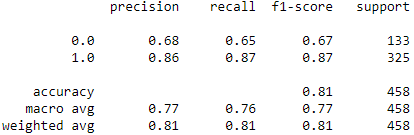 precision recall f1-score support
0.0 0.68 0.65 0.67 133
1.0 0.86 0.87 0.87 325
accuracy 0.81 458
macro avg 0.77 0.76 0.77 458
weighted avg 0.81 0.81 0.81 458